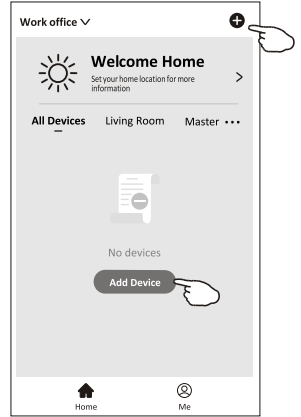 Work office
Welcome Home
Set your home location for more
information
All Devices Living Room Master
No devices
Add Device
Home Me